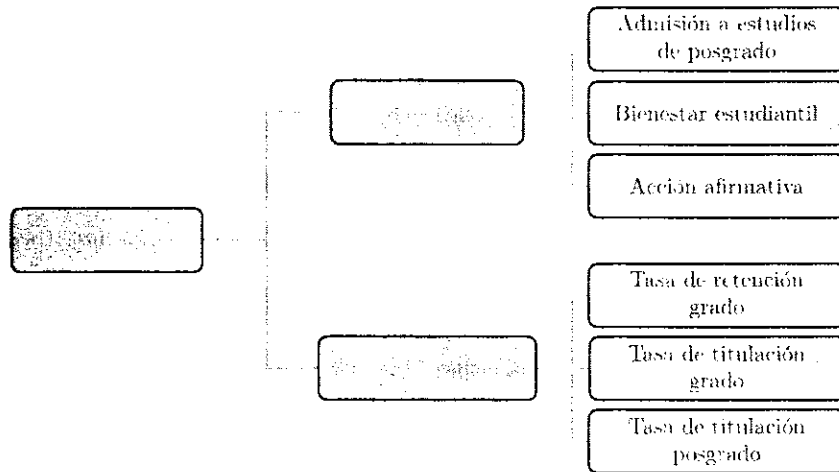 Admisión a estudios
de posgrado
Bienestar estudiantil
Acción afirmativa
Tasa de retención
grado
Tasa de titulación
grado
Tasa de titulación
posgrado